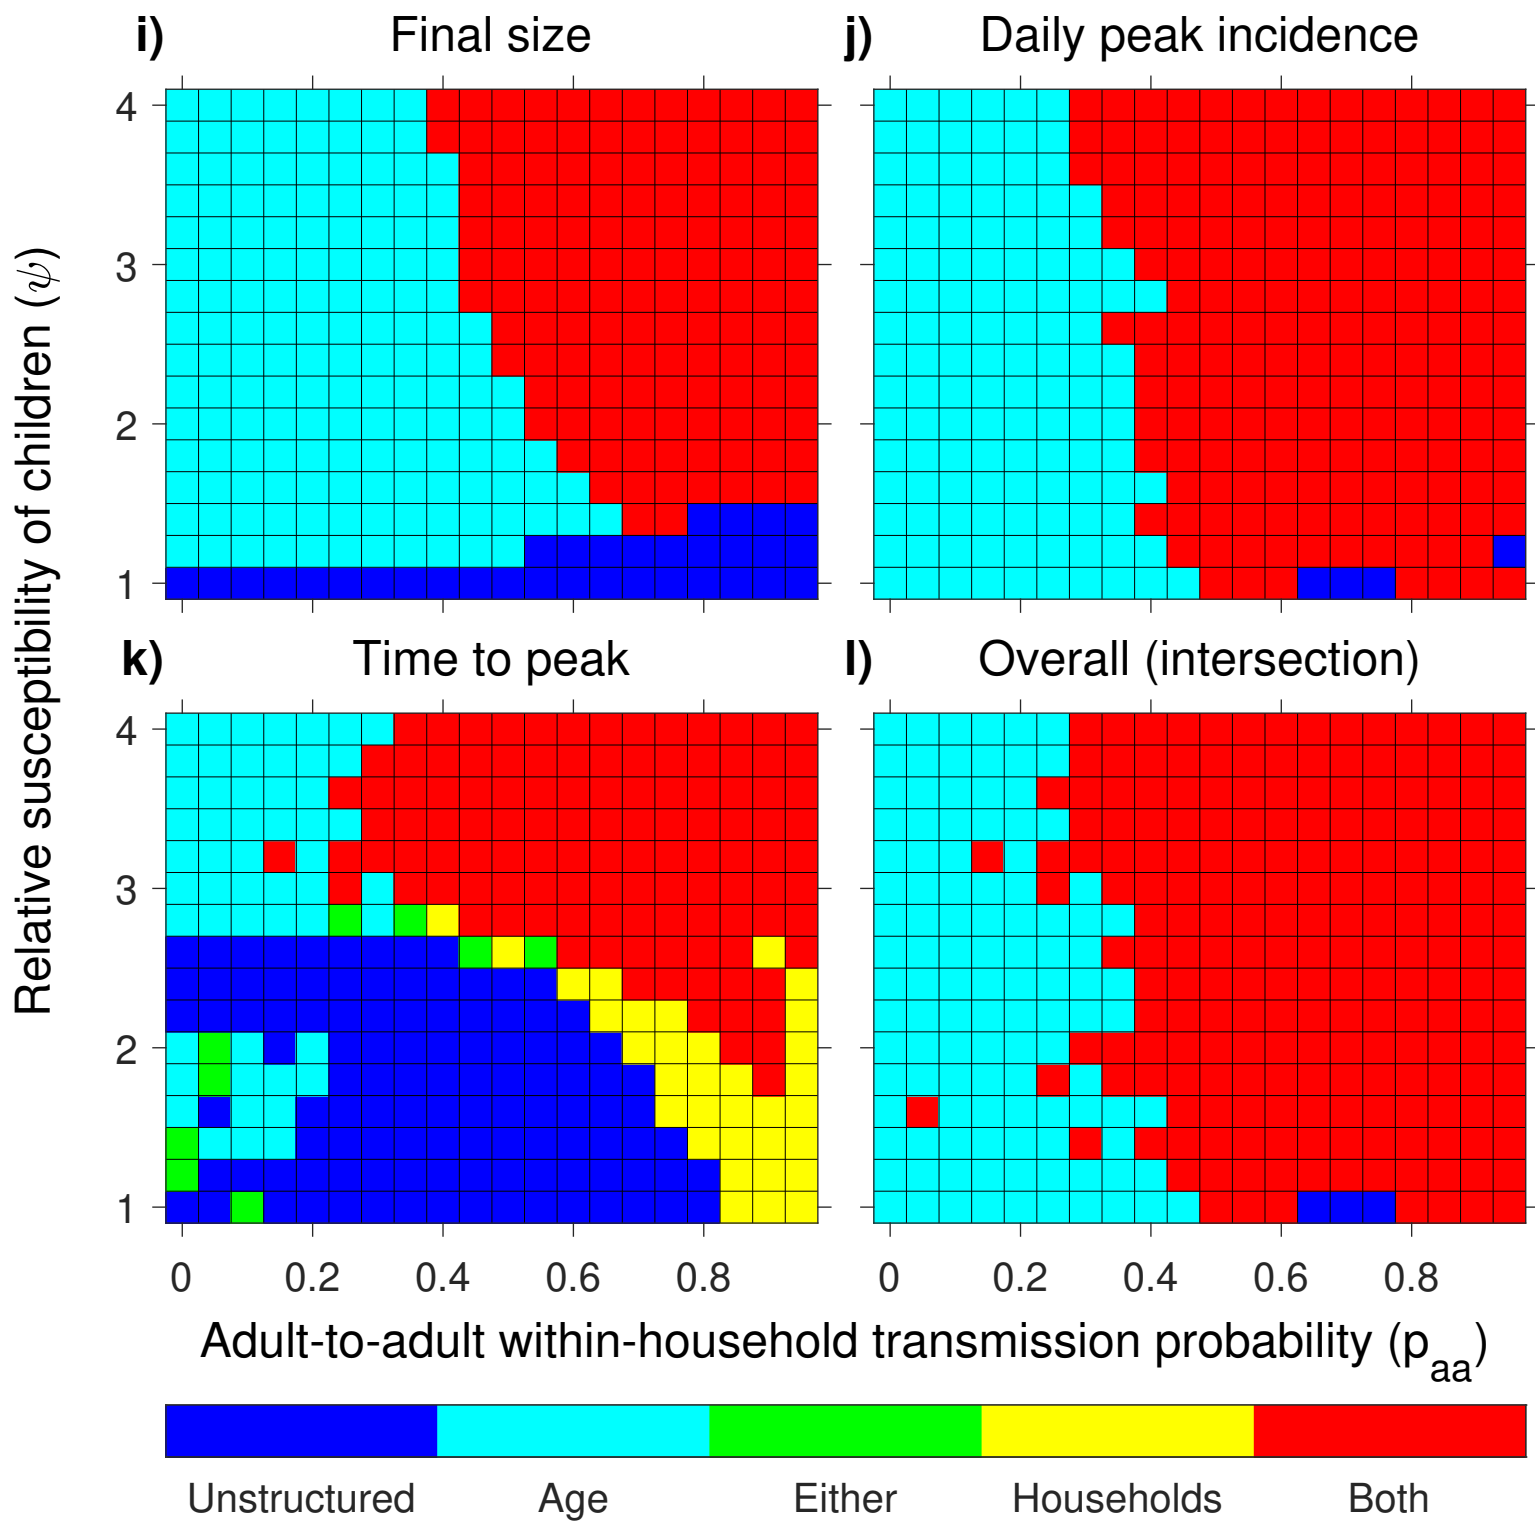 i) Final size
j) Daily peak incidence
4
3
2
1
Relative susceptibility of children (ψ)
k) Time to peak
l) Overall (intersection)
4
3
2
1
0 0.2 0.4 0.6 0.8
0 0.2 0.4 0.6 0.8
Adult-to-adult within-household transmission probability (p_aa)
Unstructured Age Either Households Both